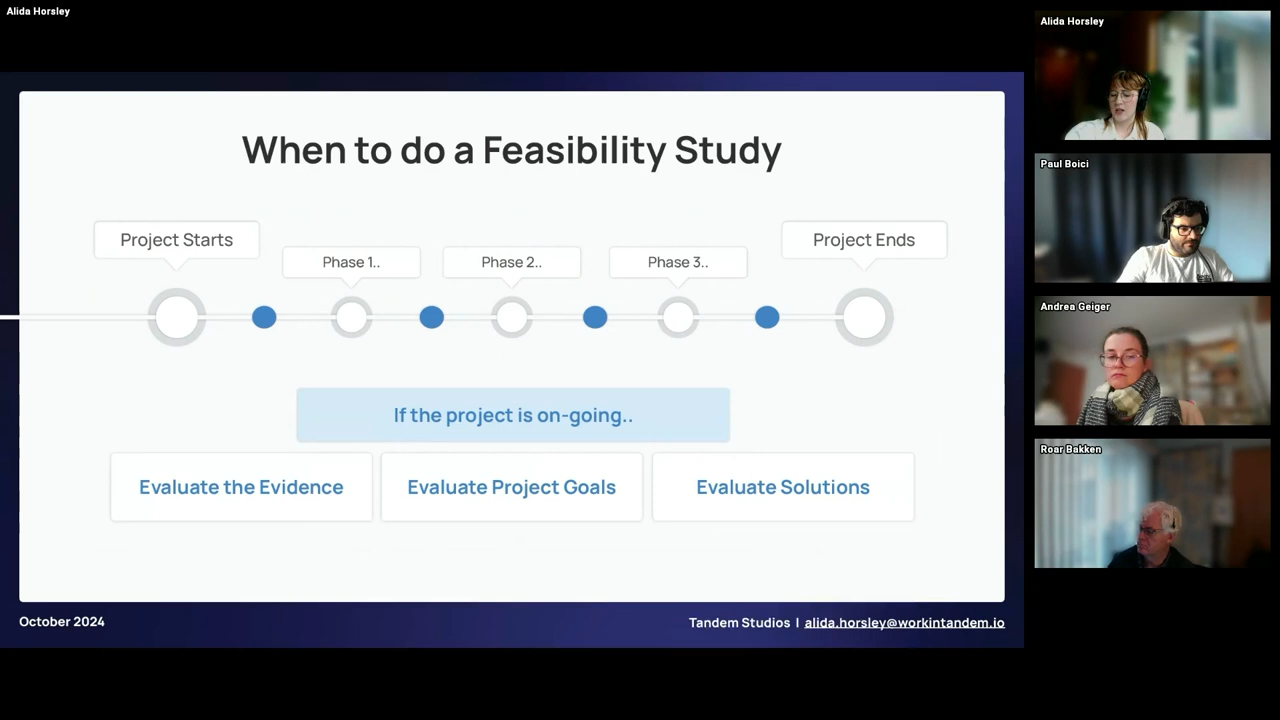 Alida Horsley
When to do a Feasibility Study
Project Starts
Phase 1..
Phase 2..
Phase 3..
Project Ends
If the project is on-going..
Evaluate the Evidence
Evaluate Project Goals
Evaluate Solutions
October 2024
Tandem Studios | alida.horsley@workintandem.io
Alida Horsley
Paul Boici
Andrea Geiger
Roar Bakken